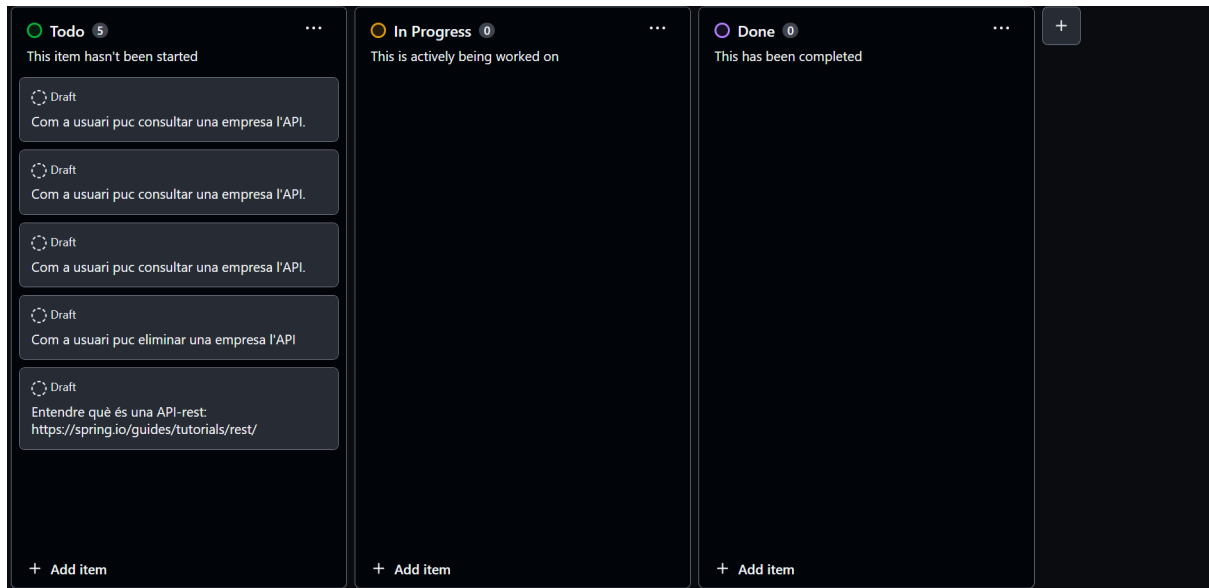 Todo 5
This item hasn't been started
Draft
Com a usuari puc consultar una empresa l'API.
Draft
Com a usuari puc consultar una empresa l'API.
Draft
Com a usuari puc consultar una empresa l'API.
Draft
Com a usuari puc eliminar una empresa l'API
Draft
Entendre què és una API-rest:
https://spring.io/guides/tutorials/rest/
+ Add item
In Progress 0
This is actively being worked on
+ Add item
Done 0
This has been completed
+ Add item
+